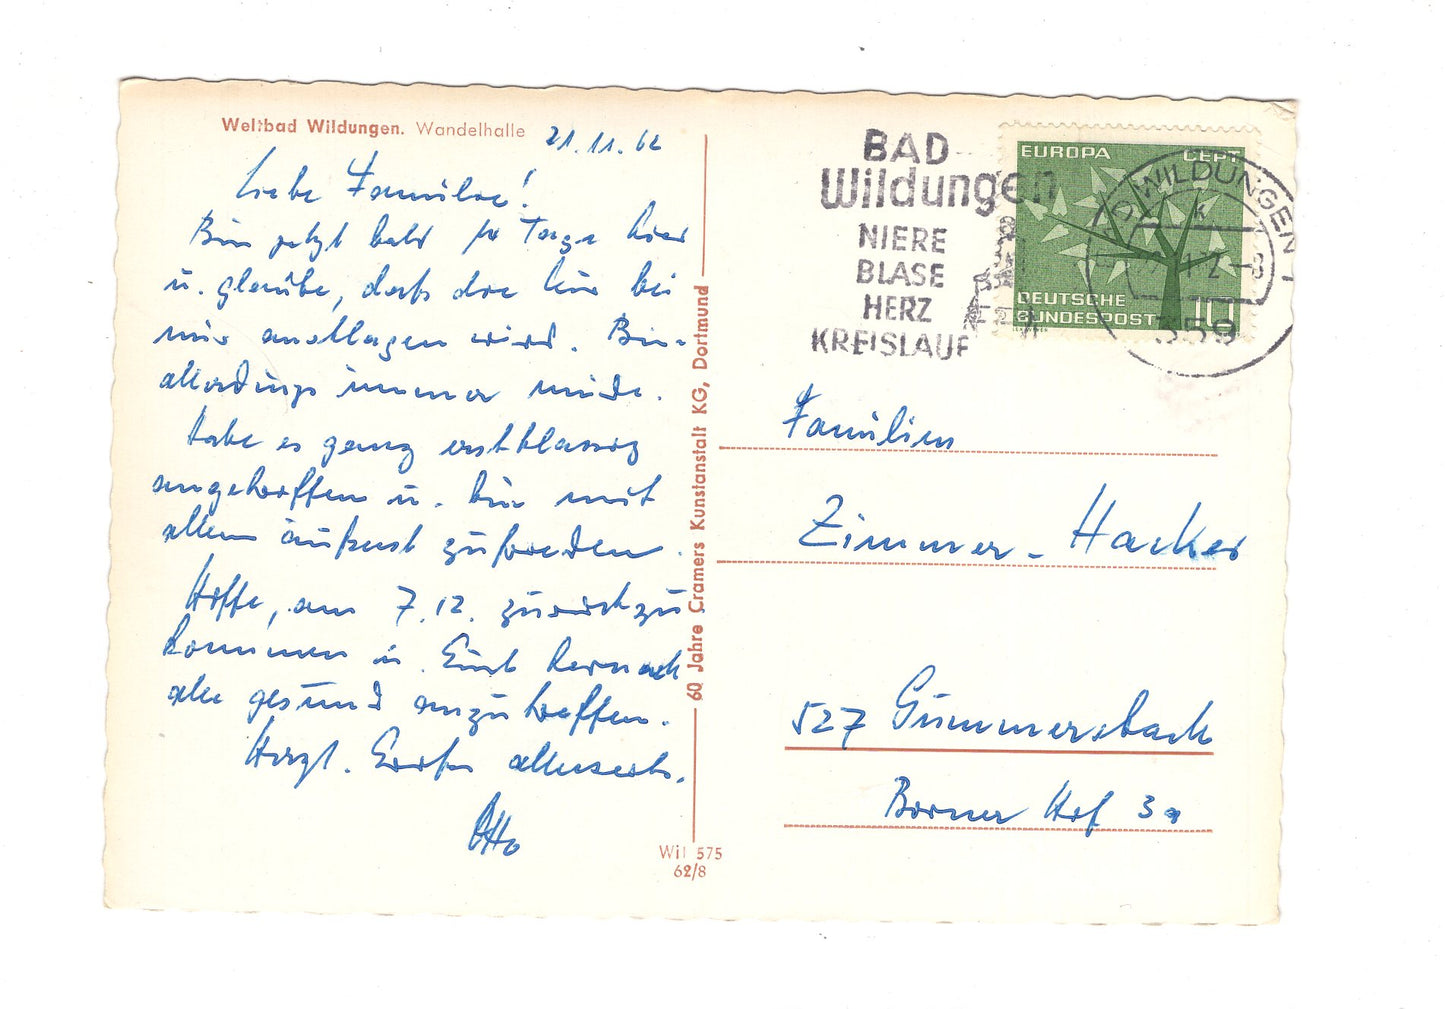 Weltbad Wildungen. Wandelhalle
21.11.62
Liebe Familie!
Bin jetzt bald 14 Tage hier
u. glaube, daß die Kur bei
mir anschlagen wird. Bin
allerdings immer müde.
Habe es ganz erstklassig
angetroffen u. bin mit
allem äußerst zufrieden.
Hoffe, am 7.12. zurückzu
kommen u. Euch hernach
alle gesund anzutreffen.
Herzl. Grüße allerseits.
Otto
60 Jahre Cramers Kunstanstalt KG, Dortmund
Wil 575
62/8
BAD
Wildungen
NIERE
BLASE
HERZ
KREISLAUF
EUROPA CEPT
DEUTSCHE
BUNDESPOST 10
WILDUNGEN 1
k
359
Familien
Zimmer - Hacker
527 Gummersbach
Borner Hof 3a